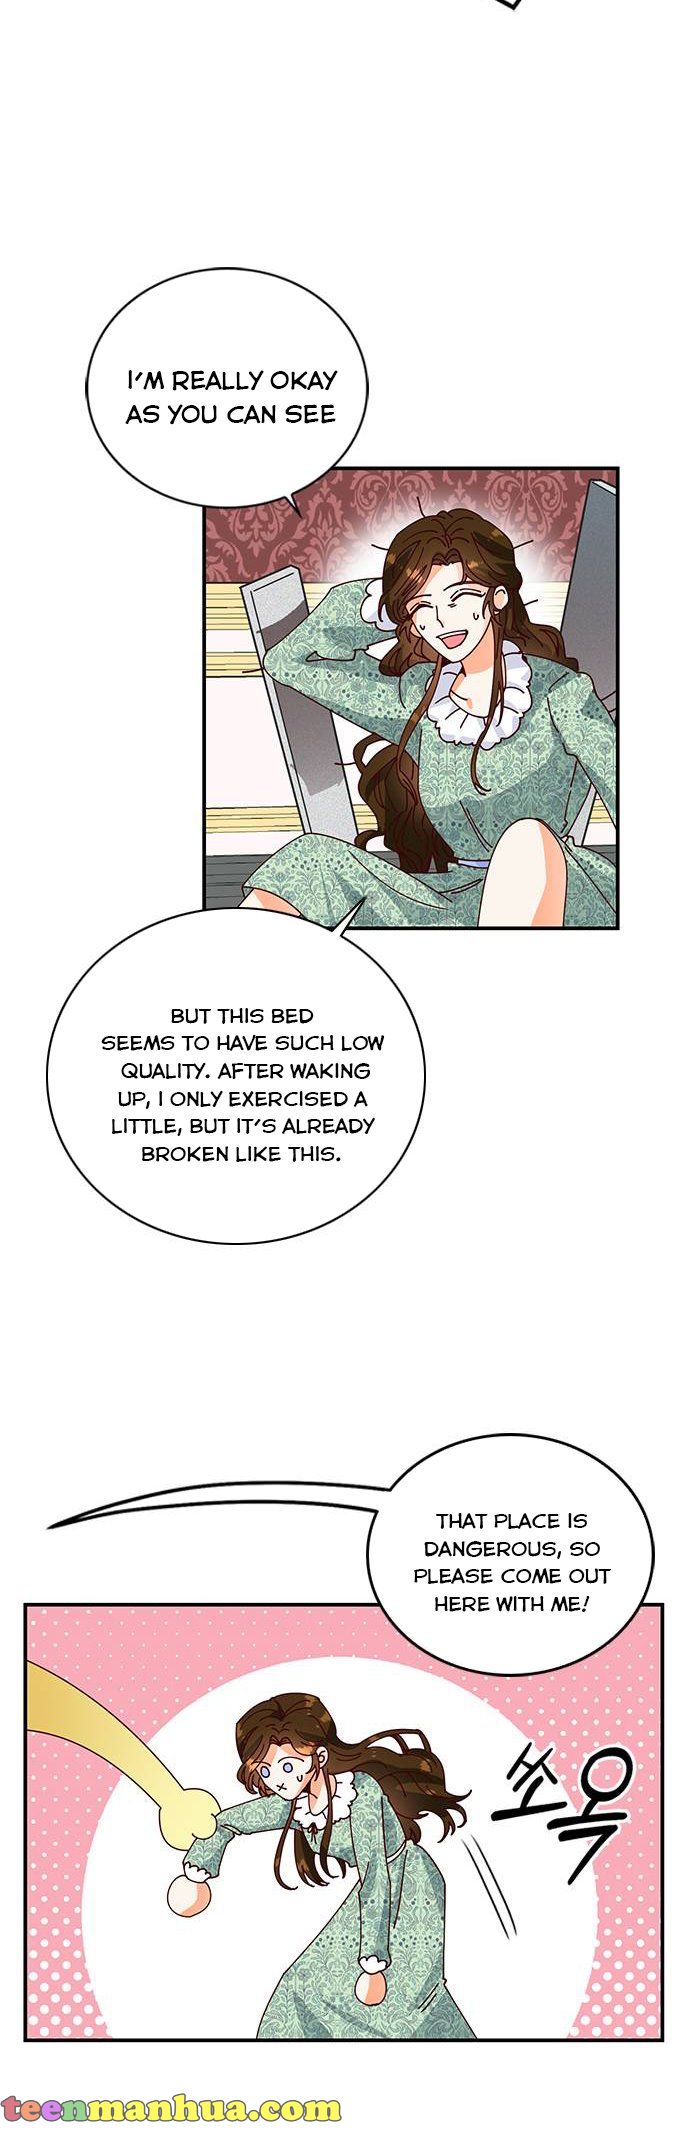 I'M REALLY OKAY
AS YOU CAN SEE
BUT THIS BED
SEEMS TO HAVE SUCH LOW
QUALITY. AFTER WAKING
UP, I ONLY EXERCISED A
LITTLE, BUT IT'S ALREADY
BROKEN LIKE THIS.
THAT PLACE IS
DANGEROUS, SO
PLEASE COME OUT
HERE WITH ME!
쪼옥
teenmanhua.com